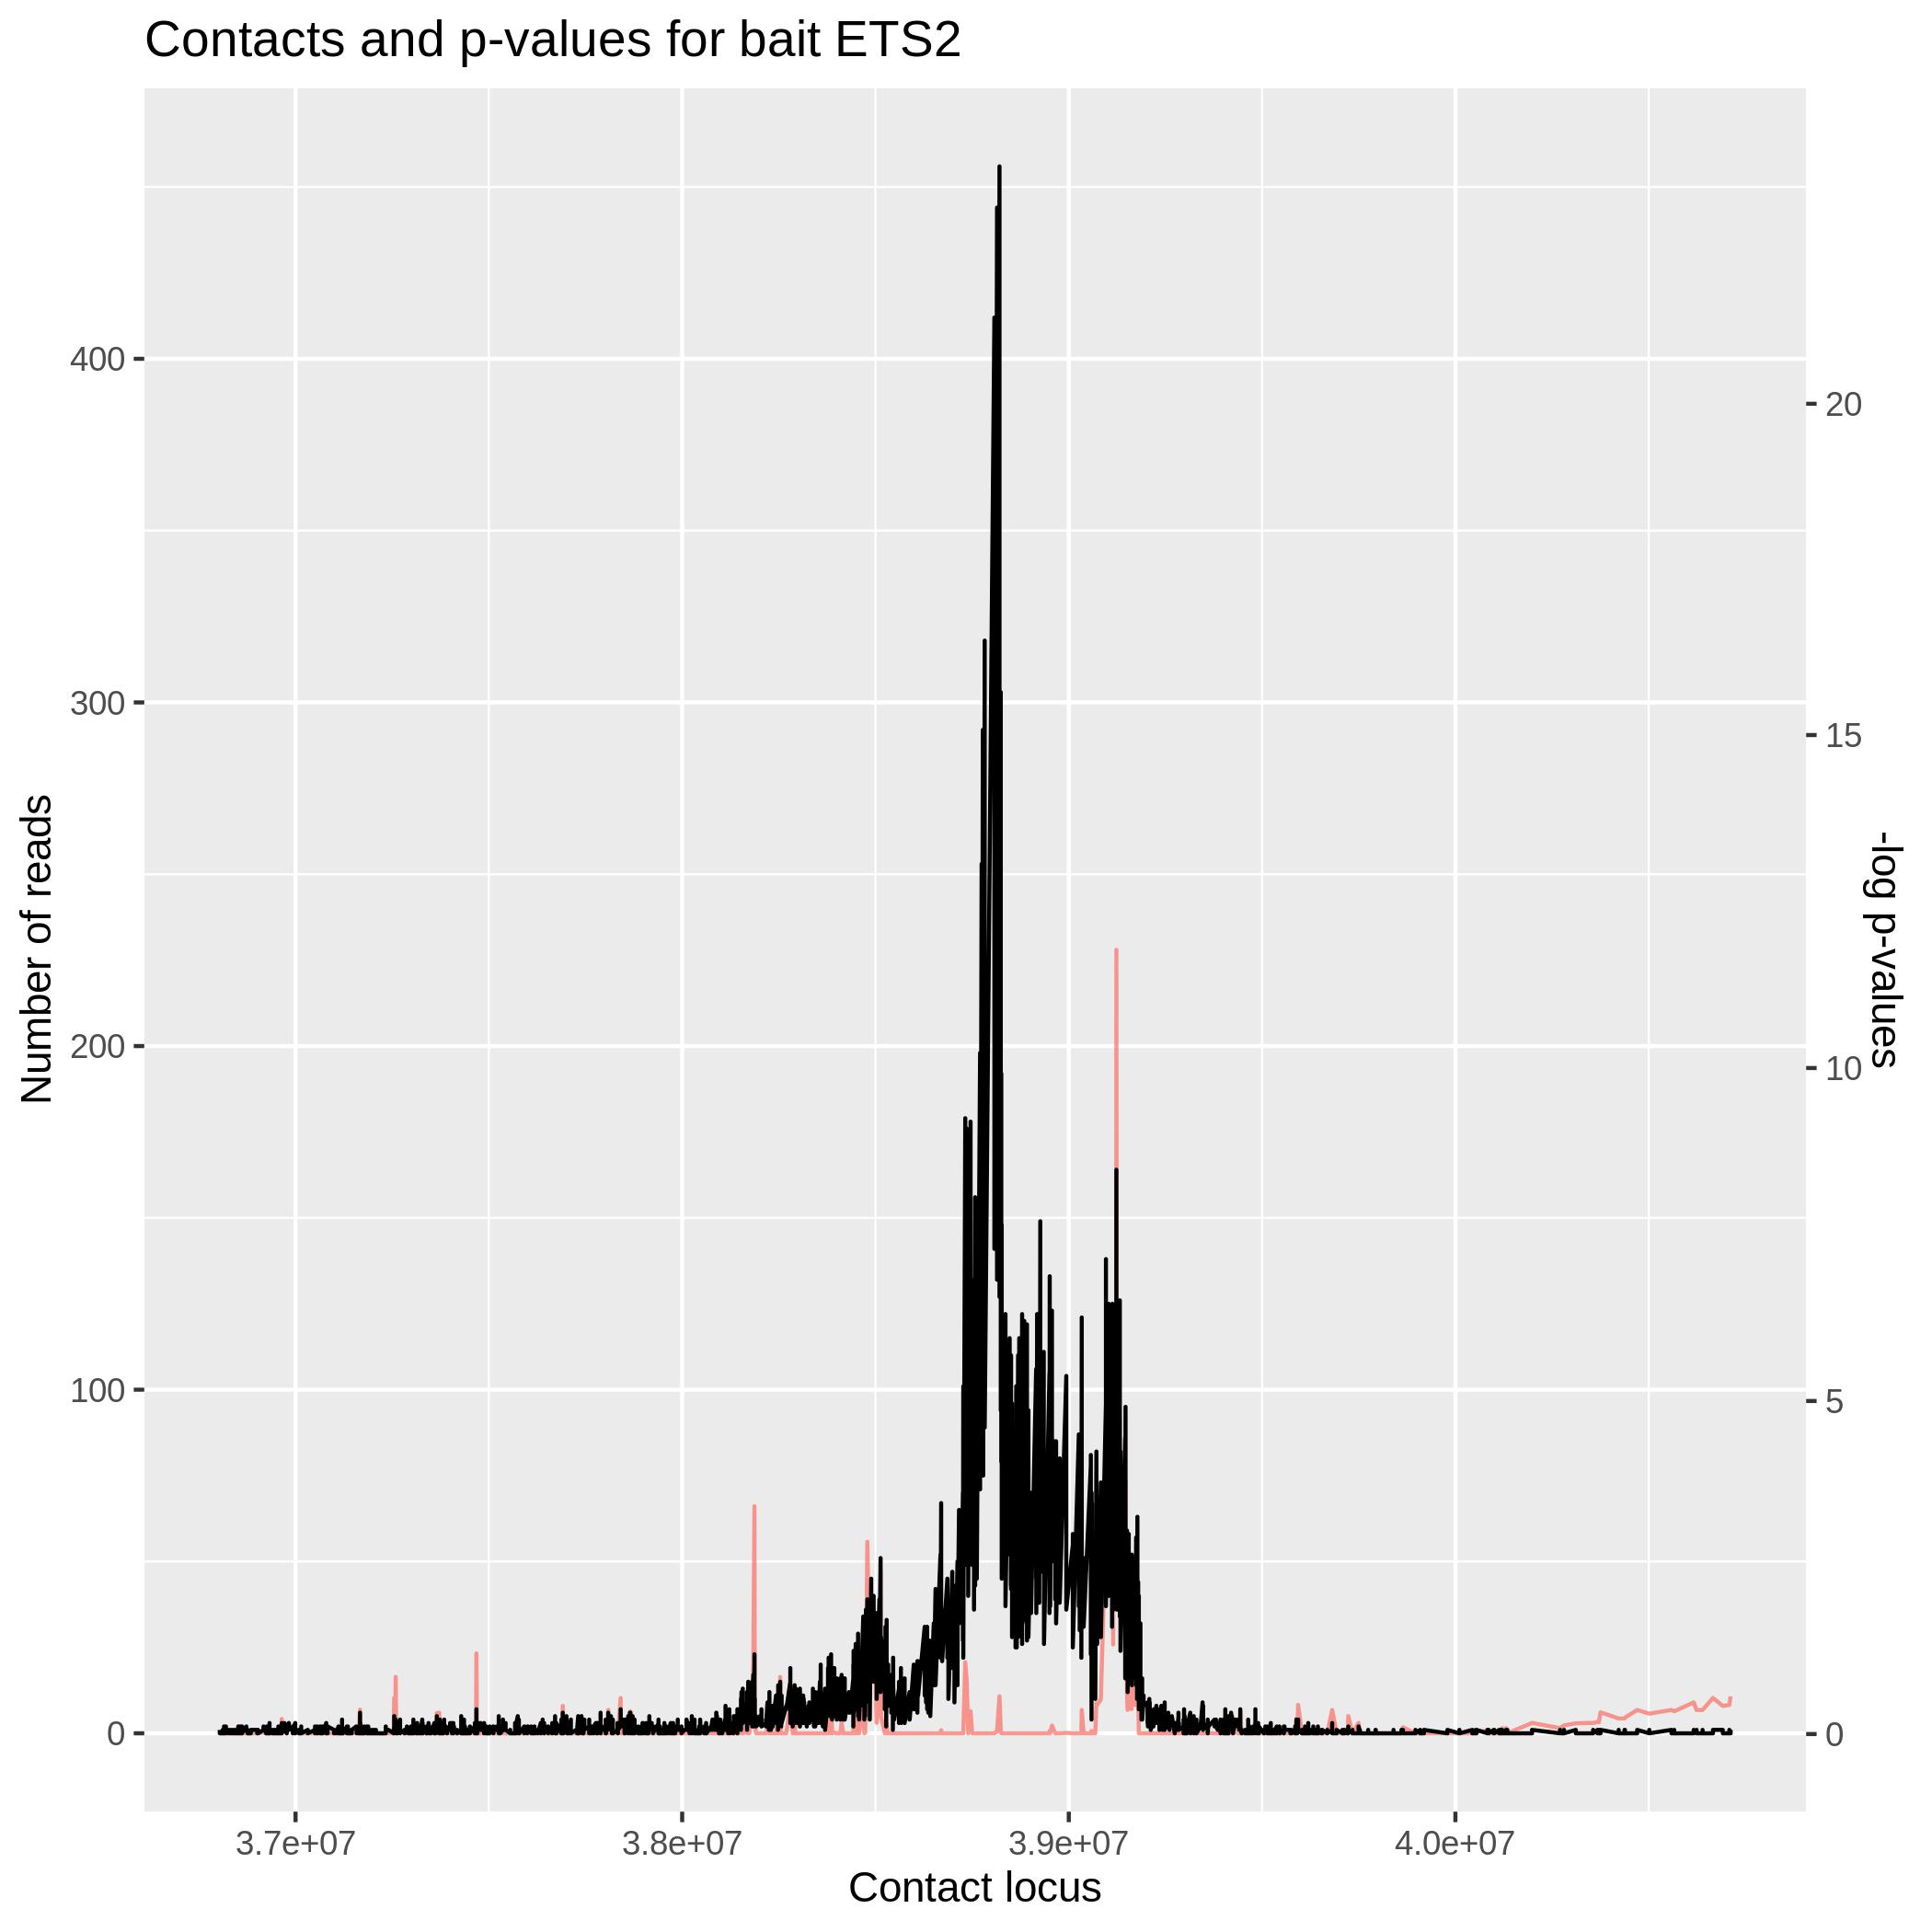 Contacts and p-values for bait ETS2
400
300
200
100
0
Number of reads
20
15
10
5
0
-log p-values
3.7e+07
3.8e+07
3.9e+07
4.0e+07
Contact locus